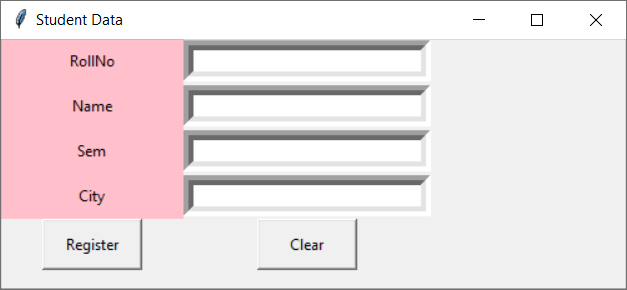 Student Data
RollNo
Name
Sem
City
Register Clear